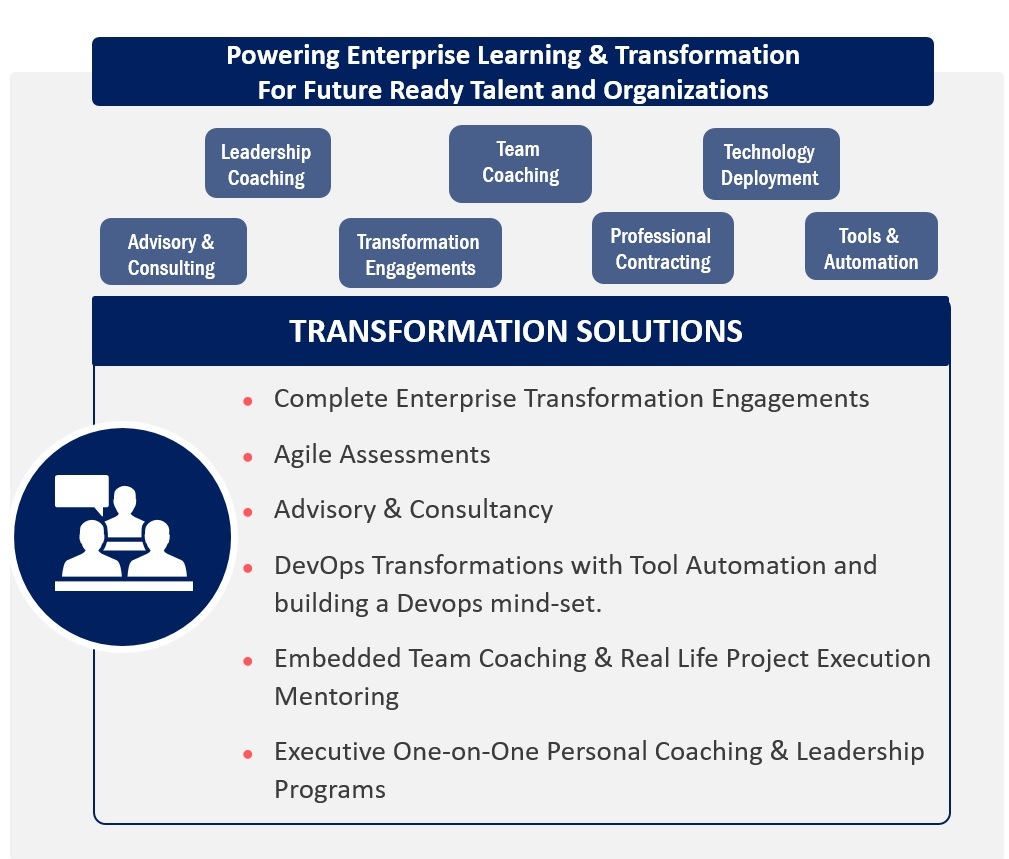 Powering Enterprise Learning & Transformation
For Future Ready Talent and Organizations
Leadership
Coaching
Team
Coaching
Technology
Deployment
Advisory &
Consulting
Transformation
Engagements
Professional
Contracting
Tools &
Automation
TRANSFORMATION SOLUTIONS
• Complete Enterprise Transformation Engagements
• Agile Assessments
• Advisory & Consultancy
• DevOps Transformations with Tool Automation and
building a Devops mind-set.
• Embedded Team Coaching & Real Life Project Execution
Mentoring
• Executive One-on-One Personal Coaching & Leadership
Programs